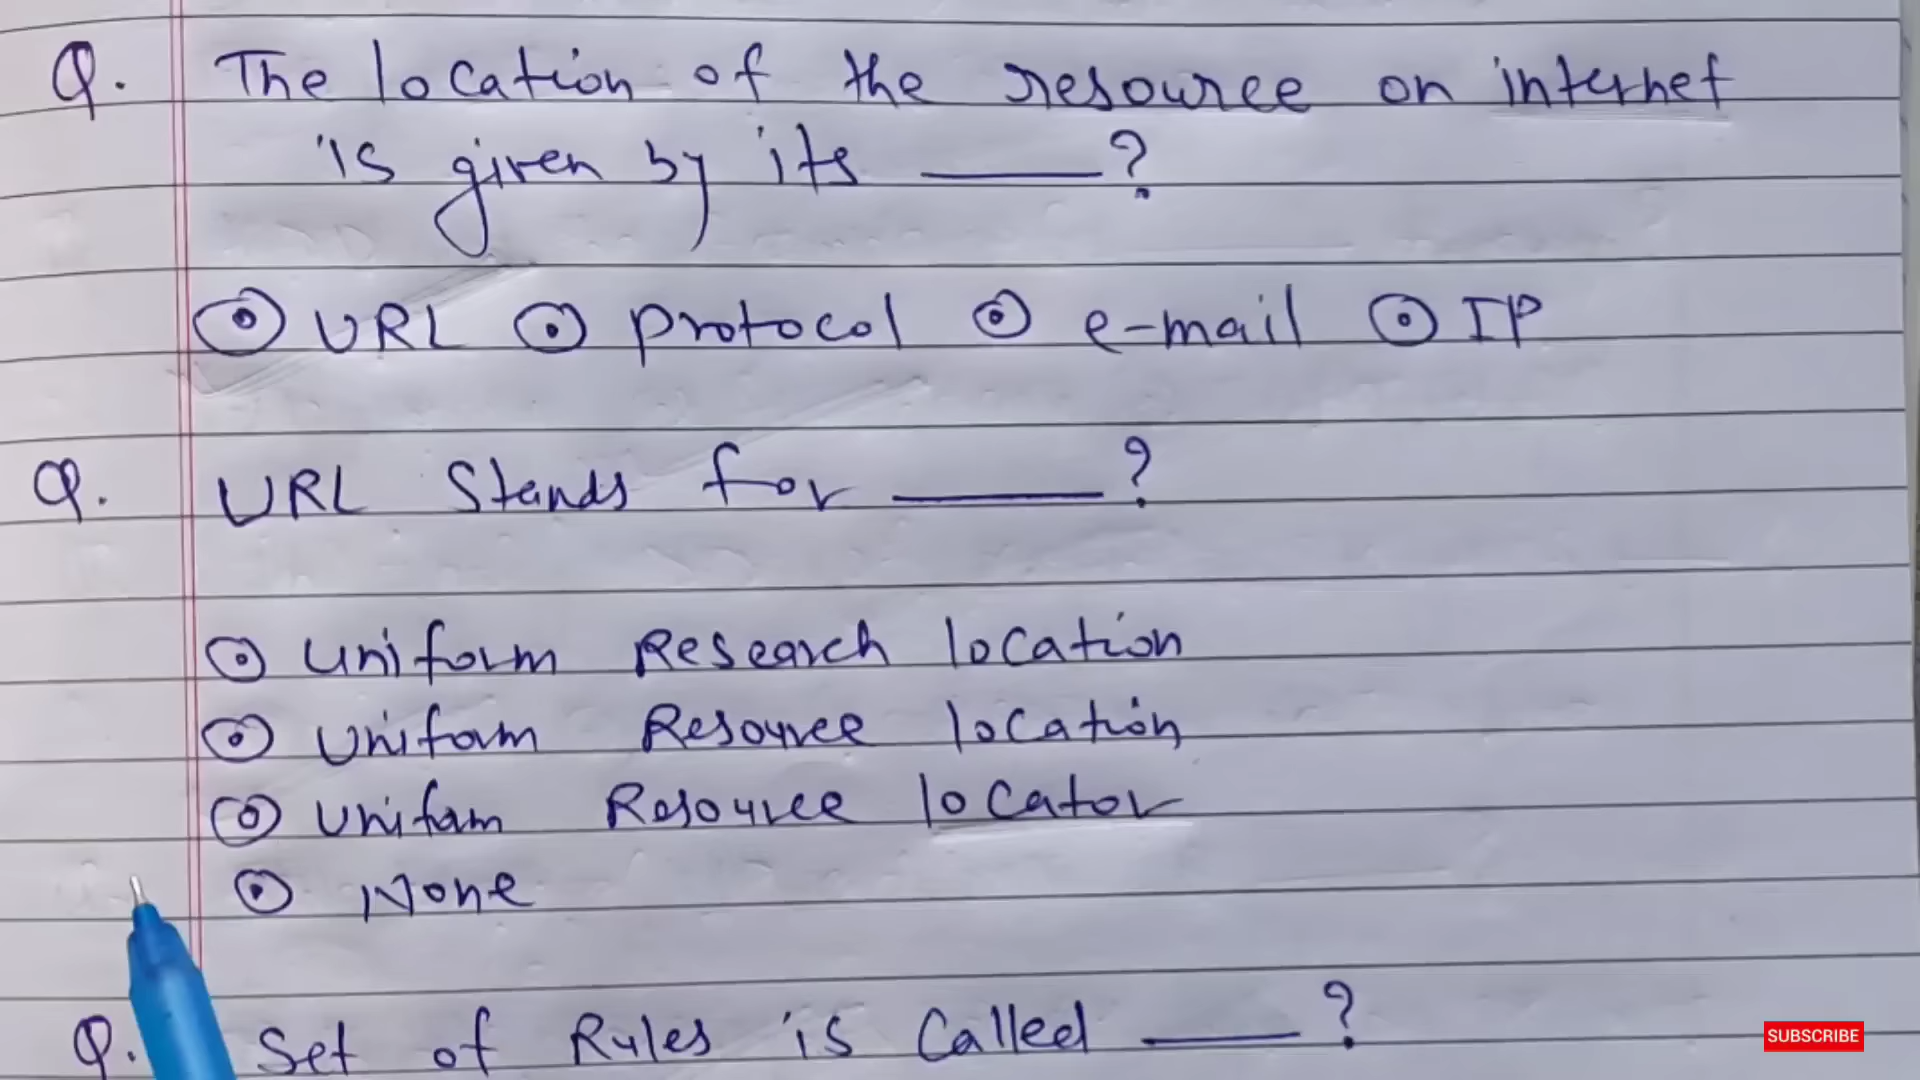 Q. The location of the resource on internet
is given by its ______?
⊙ URL ⊙ protocol ⊙ e-mail ⊙ IP
Q. URL Stands for ______?
⊙ Uniform Research location
⊙ Uniform Resource location
⊙ Uniform Resource locator
⊙ None
Q. Set of Rules is Called ______?
SUBSCRIBE